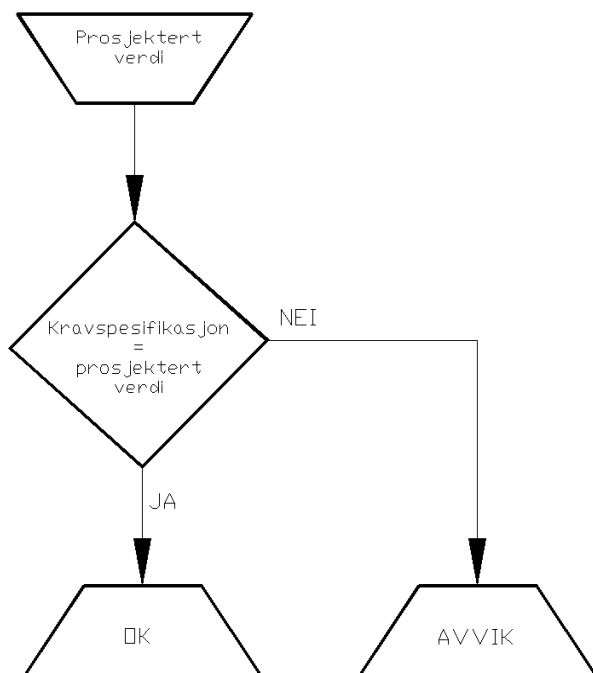 Prosjektert
verdi
NEI
Kravspesifikasjon
=
prosjektert
verdi
JA
OK
AVVIK